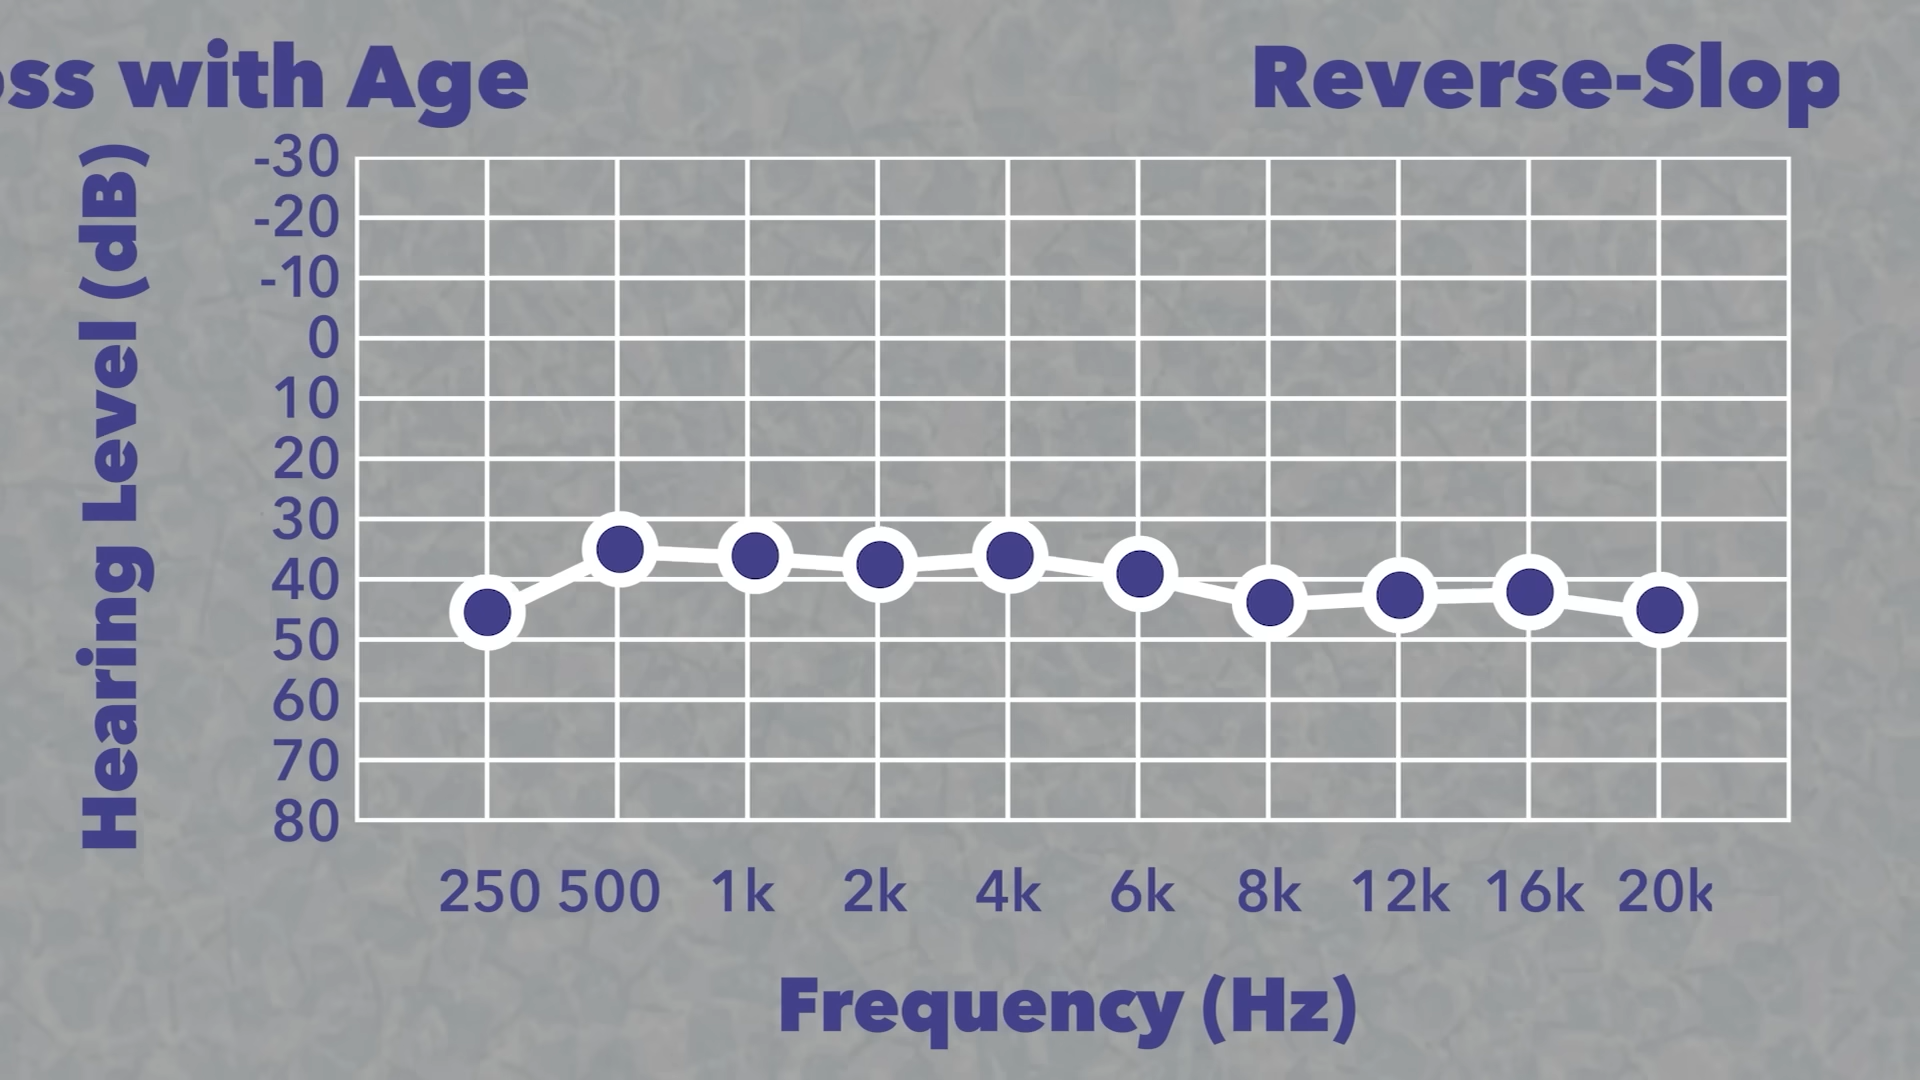 with Age
Reverse-Slop
Hearing Level (dB)
-30
-20
-10
0
10
20
30
40
50
60
70
80
250 500 1k 2k 4k 6k 8k 12k 16k 20k
Frequency (Hz)